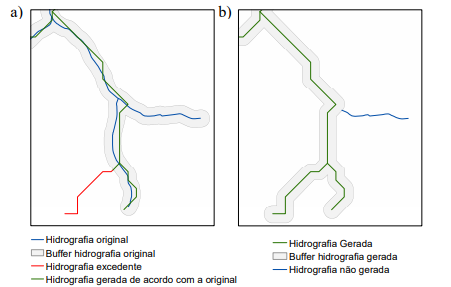 a)
b)
Hidrografia original
Buffer hidrografia original
Hidrografia excedente
Hidrografia gerada de acordo com a original
Hidrografia Gerada
Buffer hidrografia gerada
Hidrografia não gerada